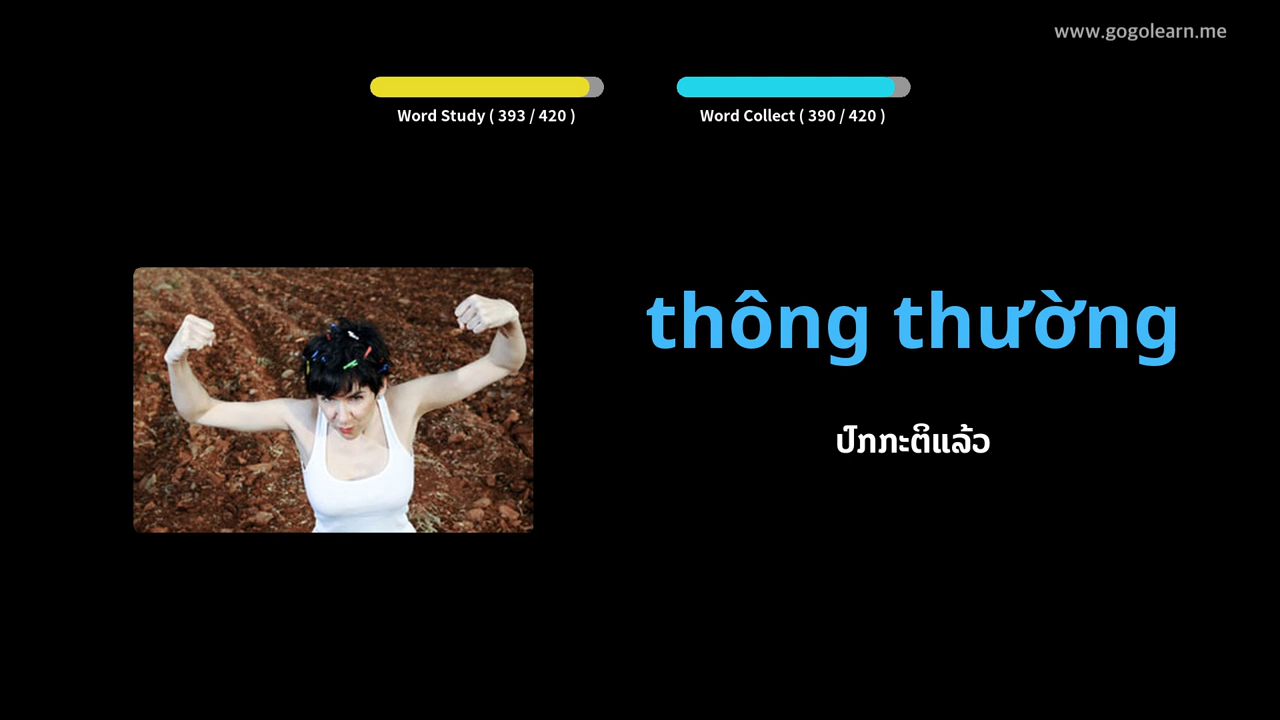 www.gogolearn.me
Word Study ( 393 / 420 )
Word Collect ( 390 / 420 )
thông thường
ປົກກະຕິແລ້ວ